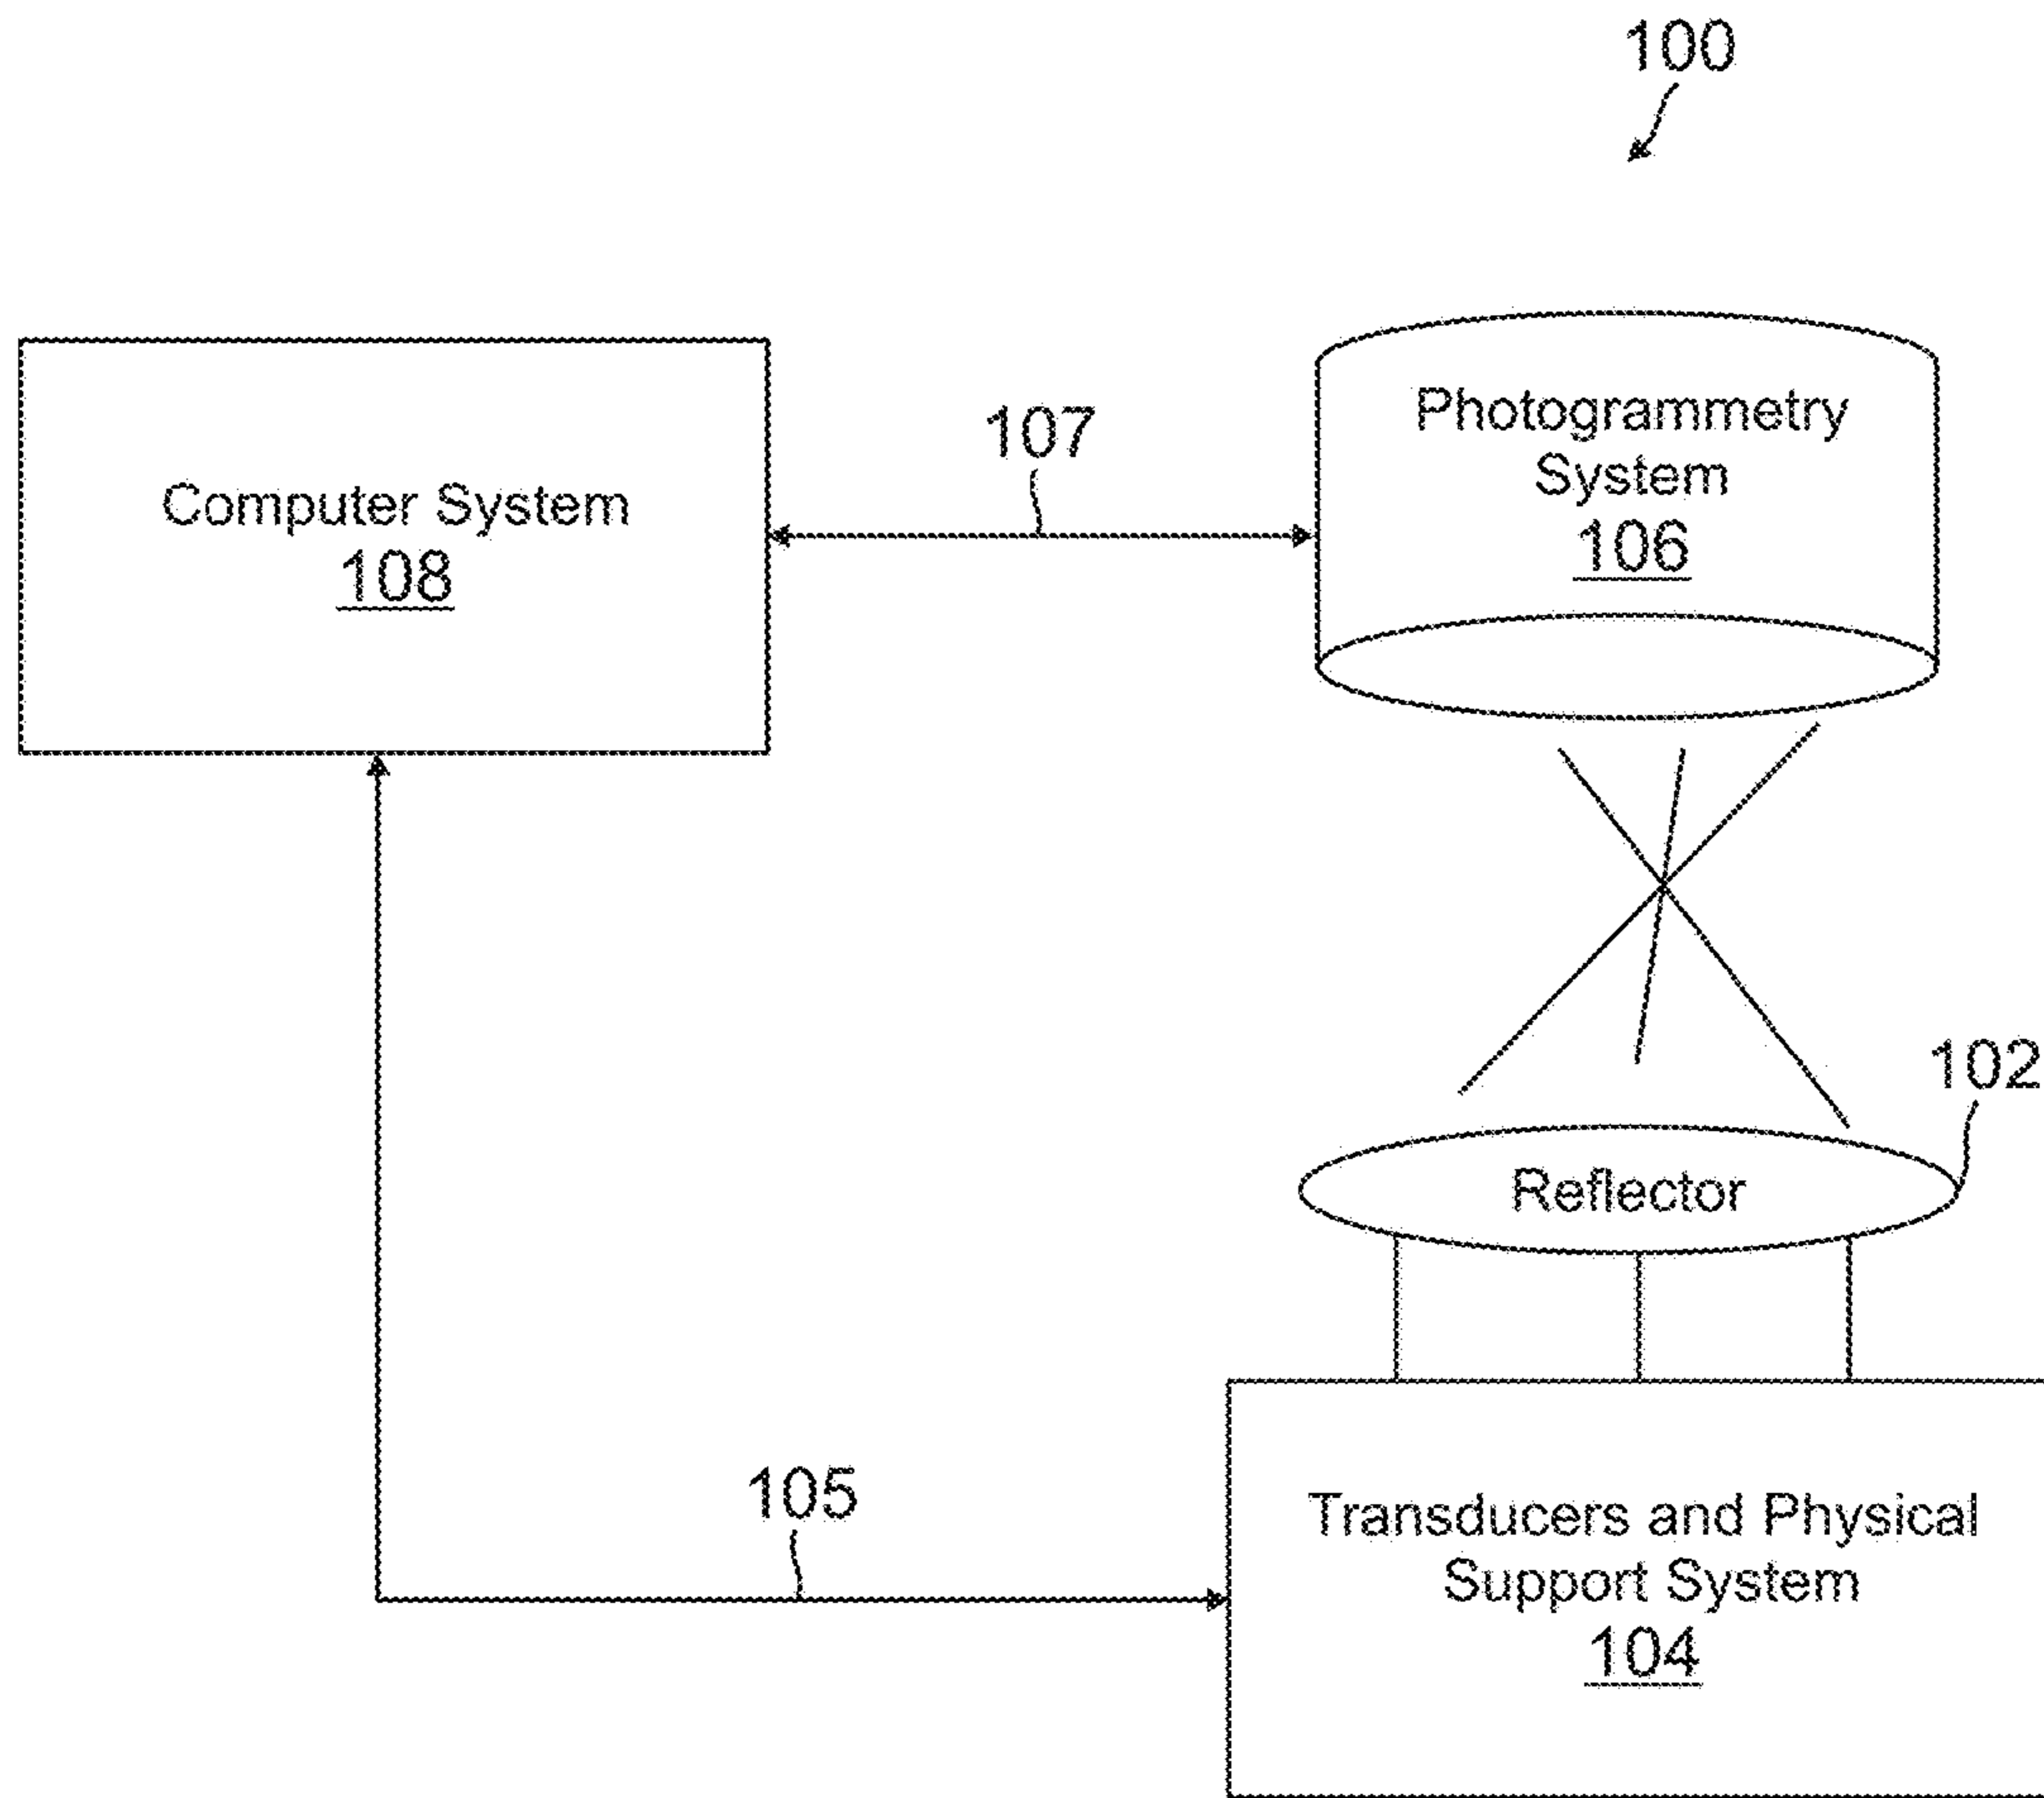 100
107
Photogrammetry
System
106
Computer System
108
102
Reflector
105
Transducers and Physical
Support System
104